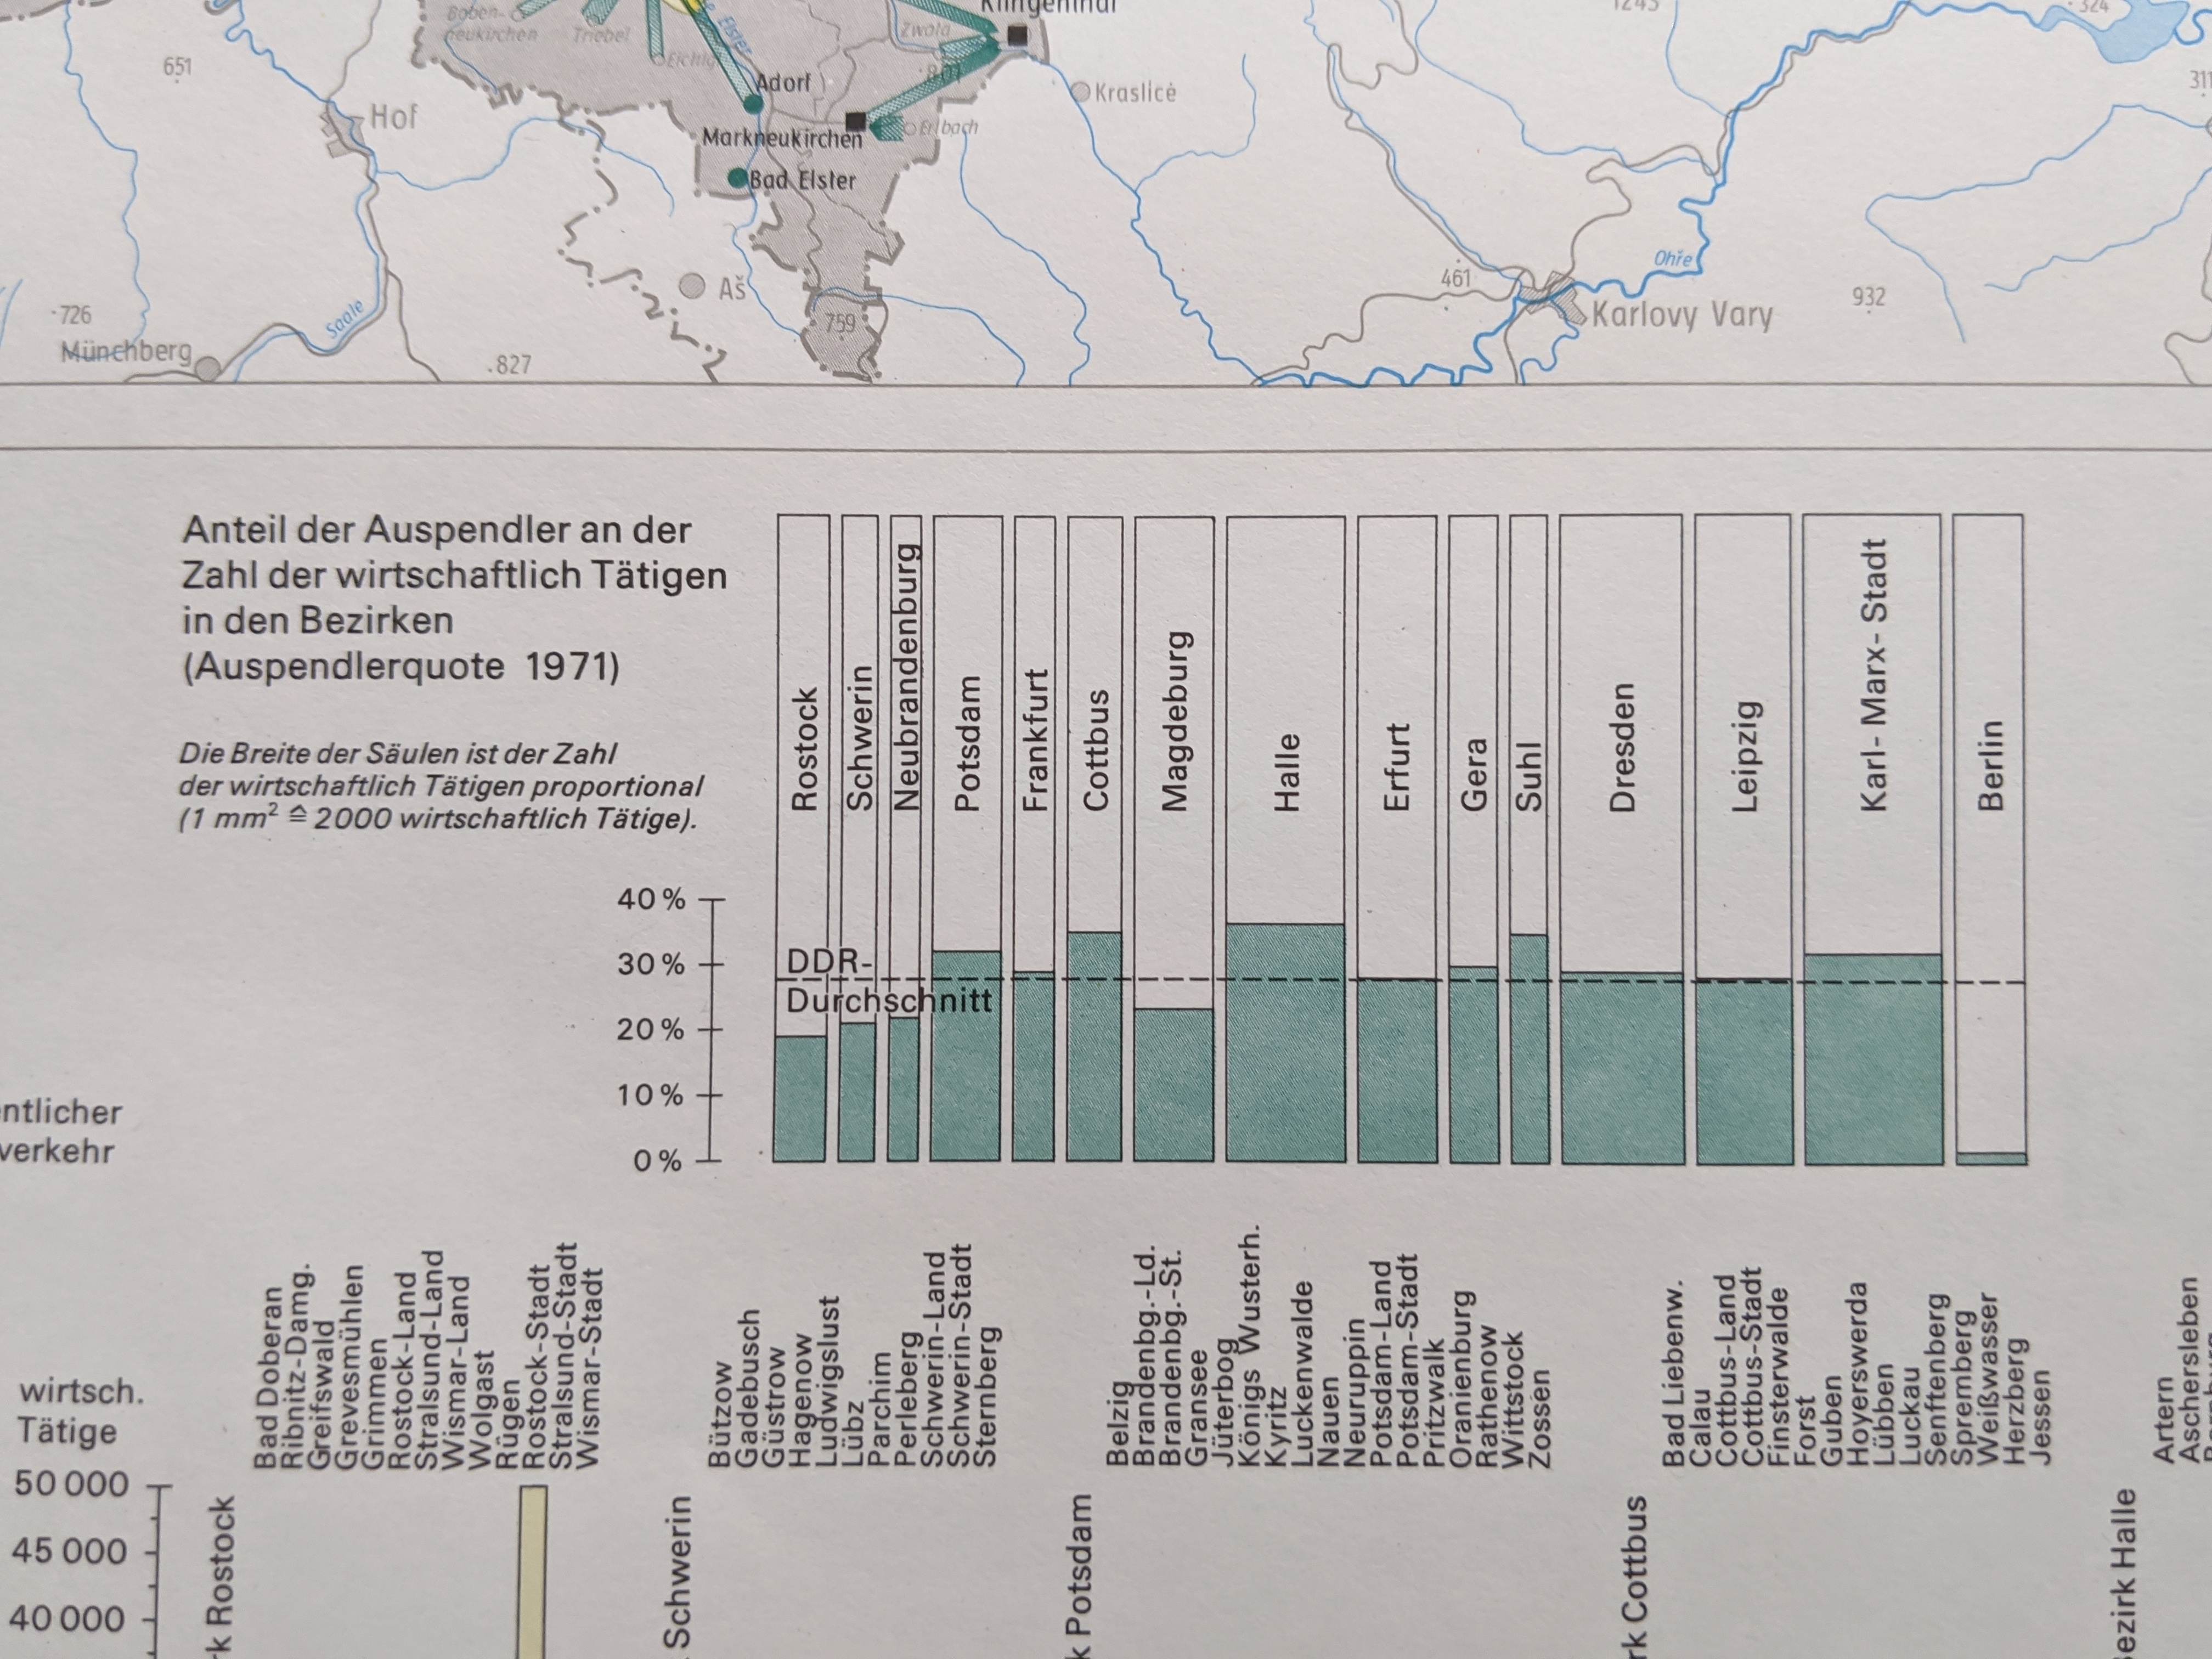 Klingenthal
1243
324
Boben-
neukirchen
Triebel
Eichigt
Elster
Zwota
801
651
Adorf
Kraslicé
311
Hof
Markneukirchen
Erlbach
Bad Elster
Ohře
Aš
461
932
726
Saale
759
Karlovy Vary
Münchberg
827
Anteil der Auspendler an der
Zahl der wirtschaftlich Tätigen
in den Bezirken
(Auspendlerquote 1971)
Die Breite der Säulen ist der Zahl
der wirtschaftlich Tätigen proportional
(1 mm² ≙ 2000 wirtschaftlich Tätige).
Rostock
Schwerin
Neubrandenburg
Potsdam
Frankfurt
Cottbus
Magdeburg
Halle
Erfurt
Gera
Suhl
Dresden
Leipzig
Karl-Marx-Stadt
Berlin
40 %
30 %
20 %
10 %
0 %
DDR-
Durchschnitt
ntlicher
verkehr
wirtsch.
Tätige
50 000
45 000
40 000
rk Rostock
Bad Doberan
Ribnitz-Damg.
Greifswald
Grevesmühlen
Grimmen
Rostock-Land
Stralsund-Land
Wismar-Land
Wolgast
Rügen
Rostock-Stadt
Stralsund-Stadt
Wismar-Stadt
Schwerin
Bützow
Gadebusch
Güstrow
Hagenow
Ludwigslust
Lübz
Parchim
Perleberg
Schwerin-Land
Schwerin-Stadt
Sternberg
k Potsdam
Belzig
Brandenbg.-Ld.
Brandenbg.-St.
Gransee
Jüterbog
Königs Wusterh.
Kyritz
Luckenwalde
Nauen
Neuruppin
Potsdam-Land
Potsdam-Stadt
Pritzwalk
Oranienburg
Rathenow
Wittstock
Zossen
rk Cottbus
Bad Liebenw.
Calau
Cottbus-Land
Cottbus-Stadt
Finsterwalde
Forst
Guben
Hoyerswerda
Lübben
Luckau
Senftenberg
Spremberg
Weißwasser
Herzberg
Jessen
Bezirk Halle
Artern
Aschersleben